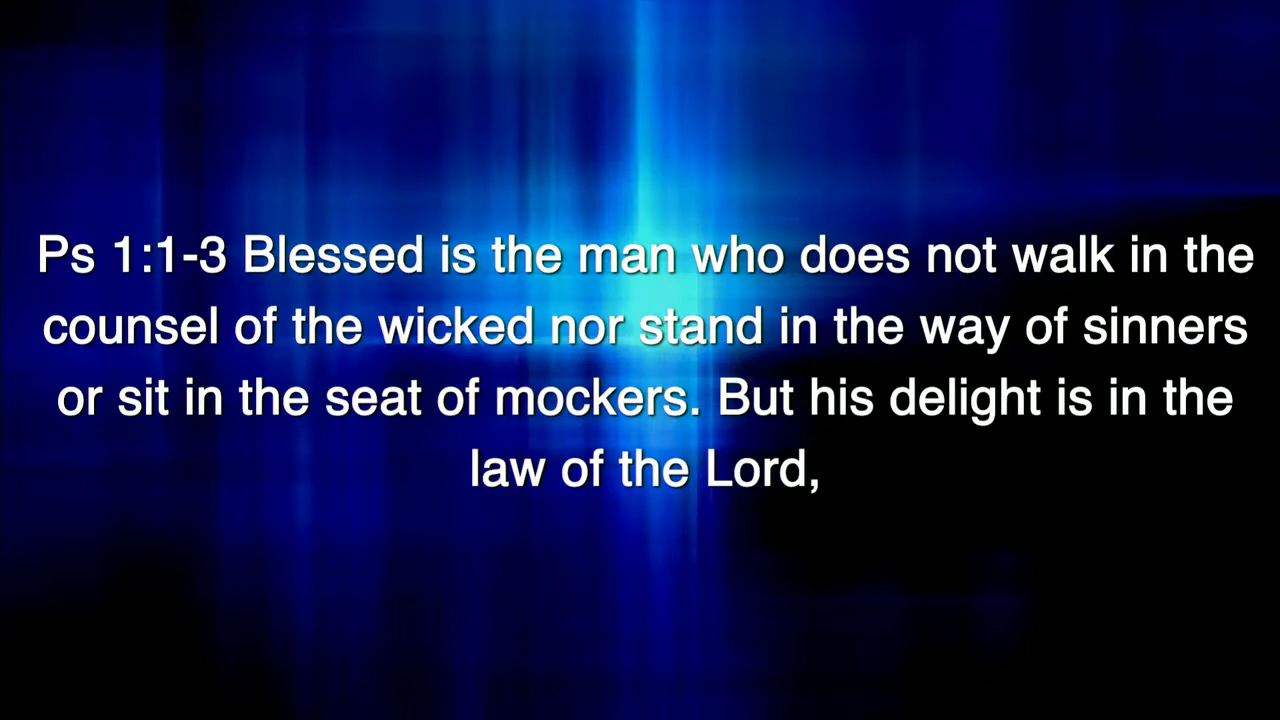 Ps 1:1-3 Blessed is the man who does not walk in the
counsel of the wicked nor stand in the way of sinners
or sit in the seat of mockers. But his delight is in the
law of the Lord,